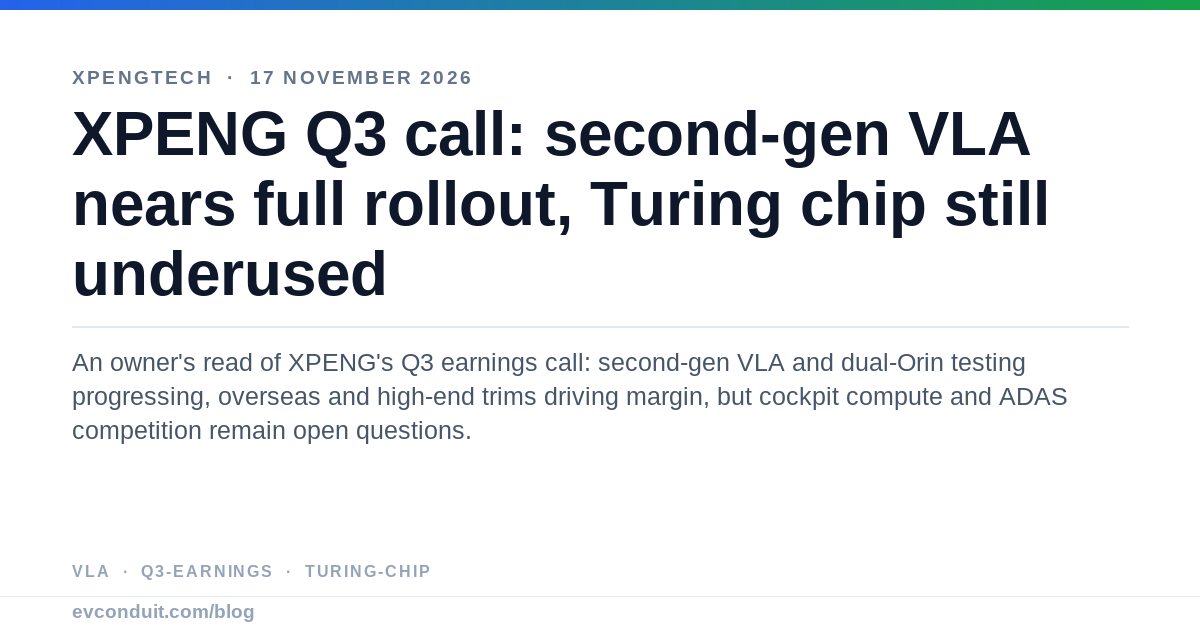 XPENGTECH · 17 NOVEMBER 2026
XPENG Q3 call: second-gen VLA
nears full rollout, Turing chip still
underused
An owner's read of XPENG's Q3 earnings call: second-gen VLA and dual-Orin testing
progressing, overseas and high-end trims driving margin, but cockpit compute and ADAS
competition remain open questions.
VLA · Q3-EARNINGS · TURING-CHIP
evconduit.com/blog